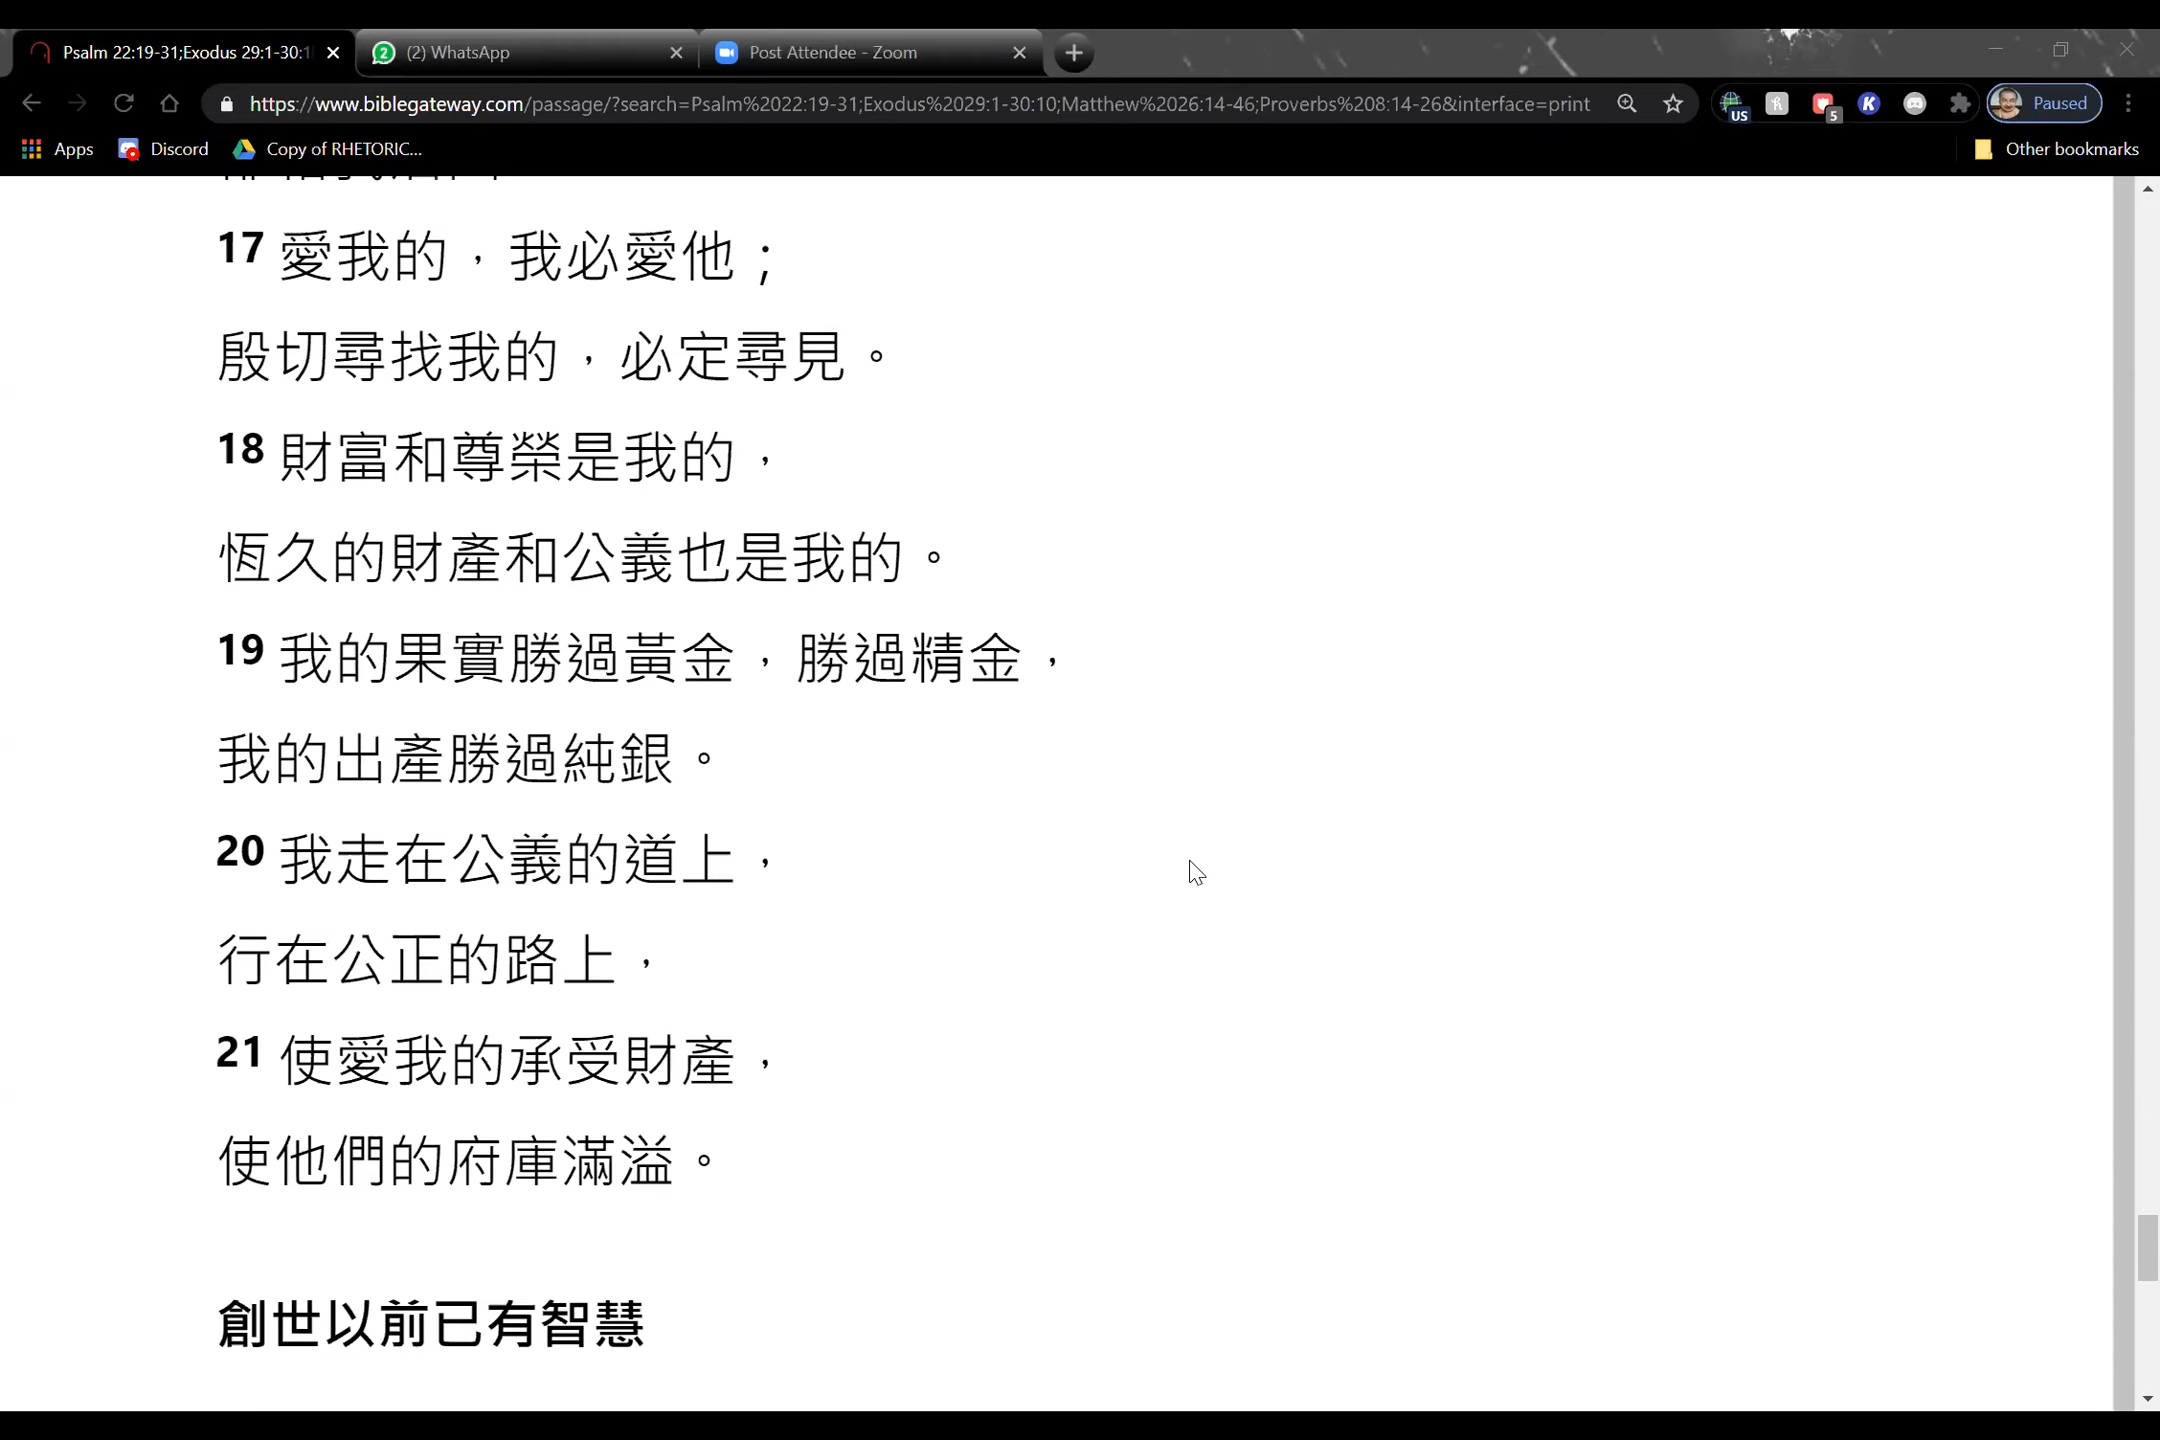 Psalm 22:19-31;Exodus 29:1-30:1
(2) WhatsApp
Post Attendee - Zoom
https://www.biblegateway.com/passage/?search=Psalm%2022:19-31;Exodus%2029:1-30:10;Matthew%2026:14-46;Proverbs%208:14-26&interface=print
US
5
Paused
Apps
Discord
Copy of RHETORIC...
Other bookmarks
17 愛我的，我必愛他；
殷切尋找我的，必定尋見。
18 財富和尊榮是我的，
恆久的財產和公義也是我的。
19 我的果實勝過黃金，勝過精金，
我的出產勝過純銀。
20 我走在公義的道上，
行在公正的路上，
21 使愛我的承受財產，
使他們的府庫滿溢。
創世以前已有智慧